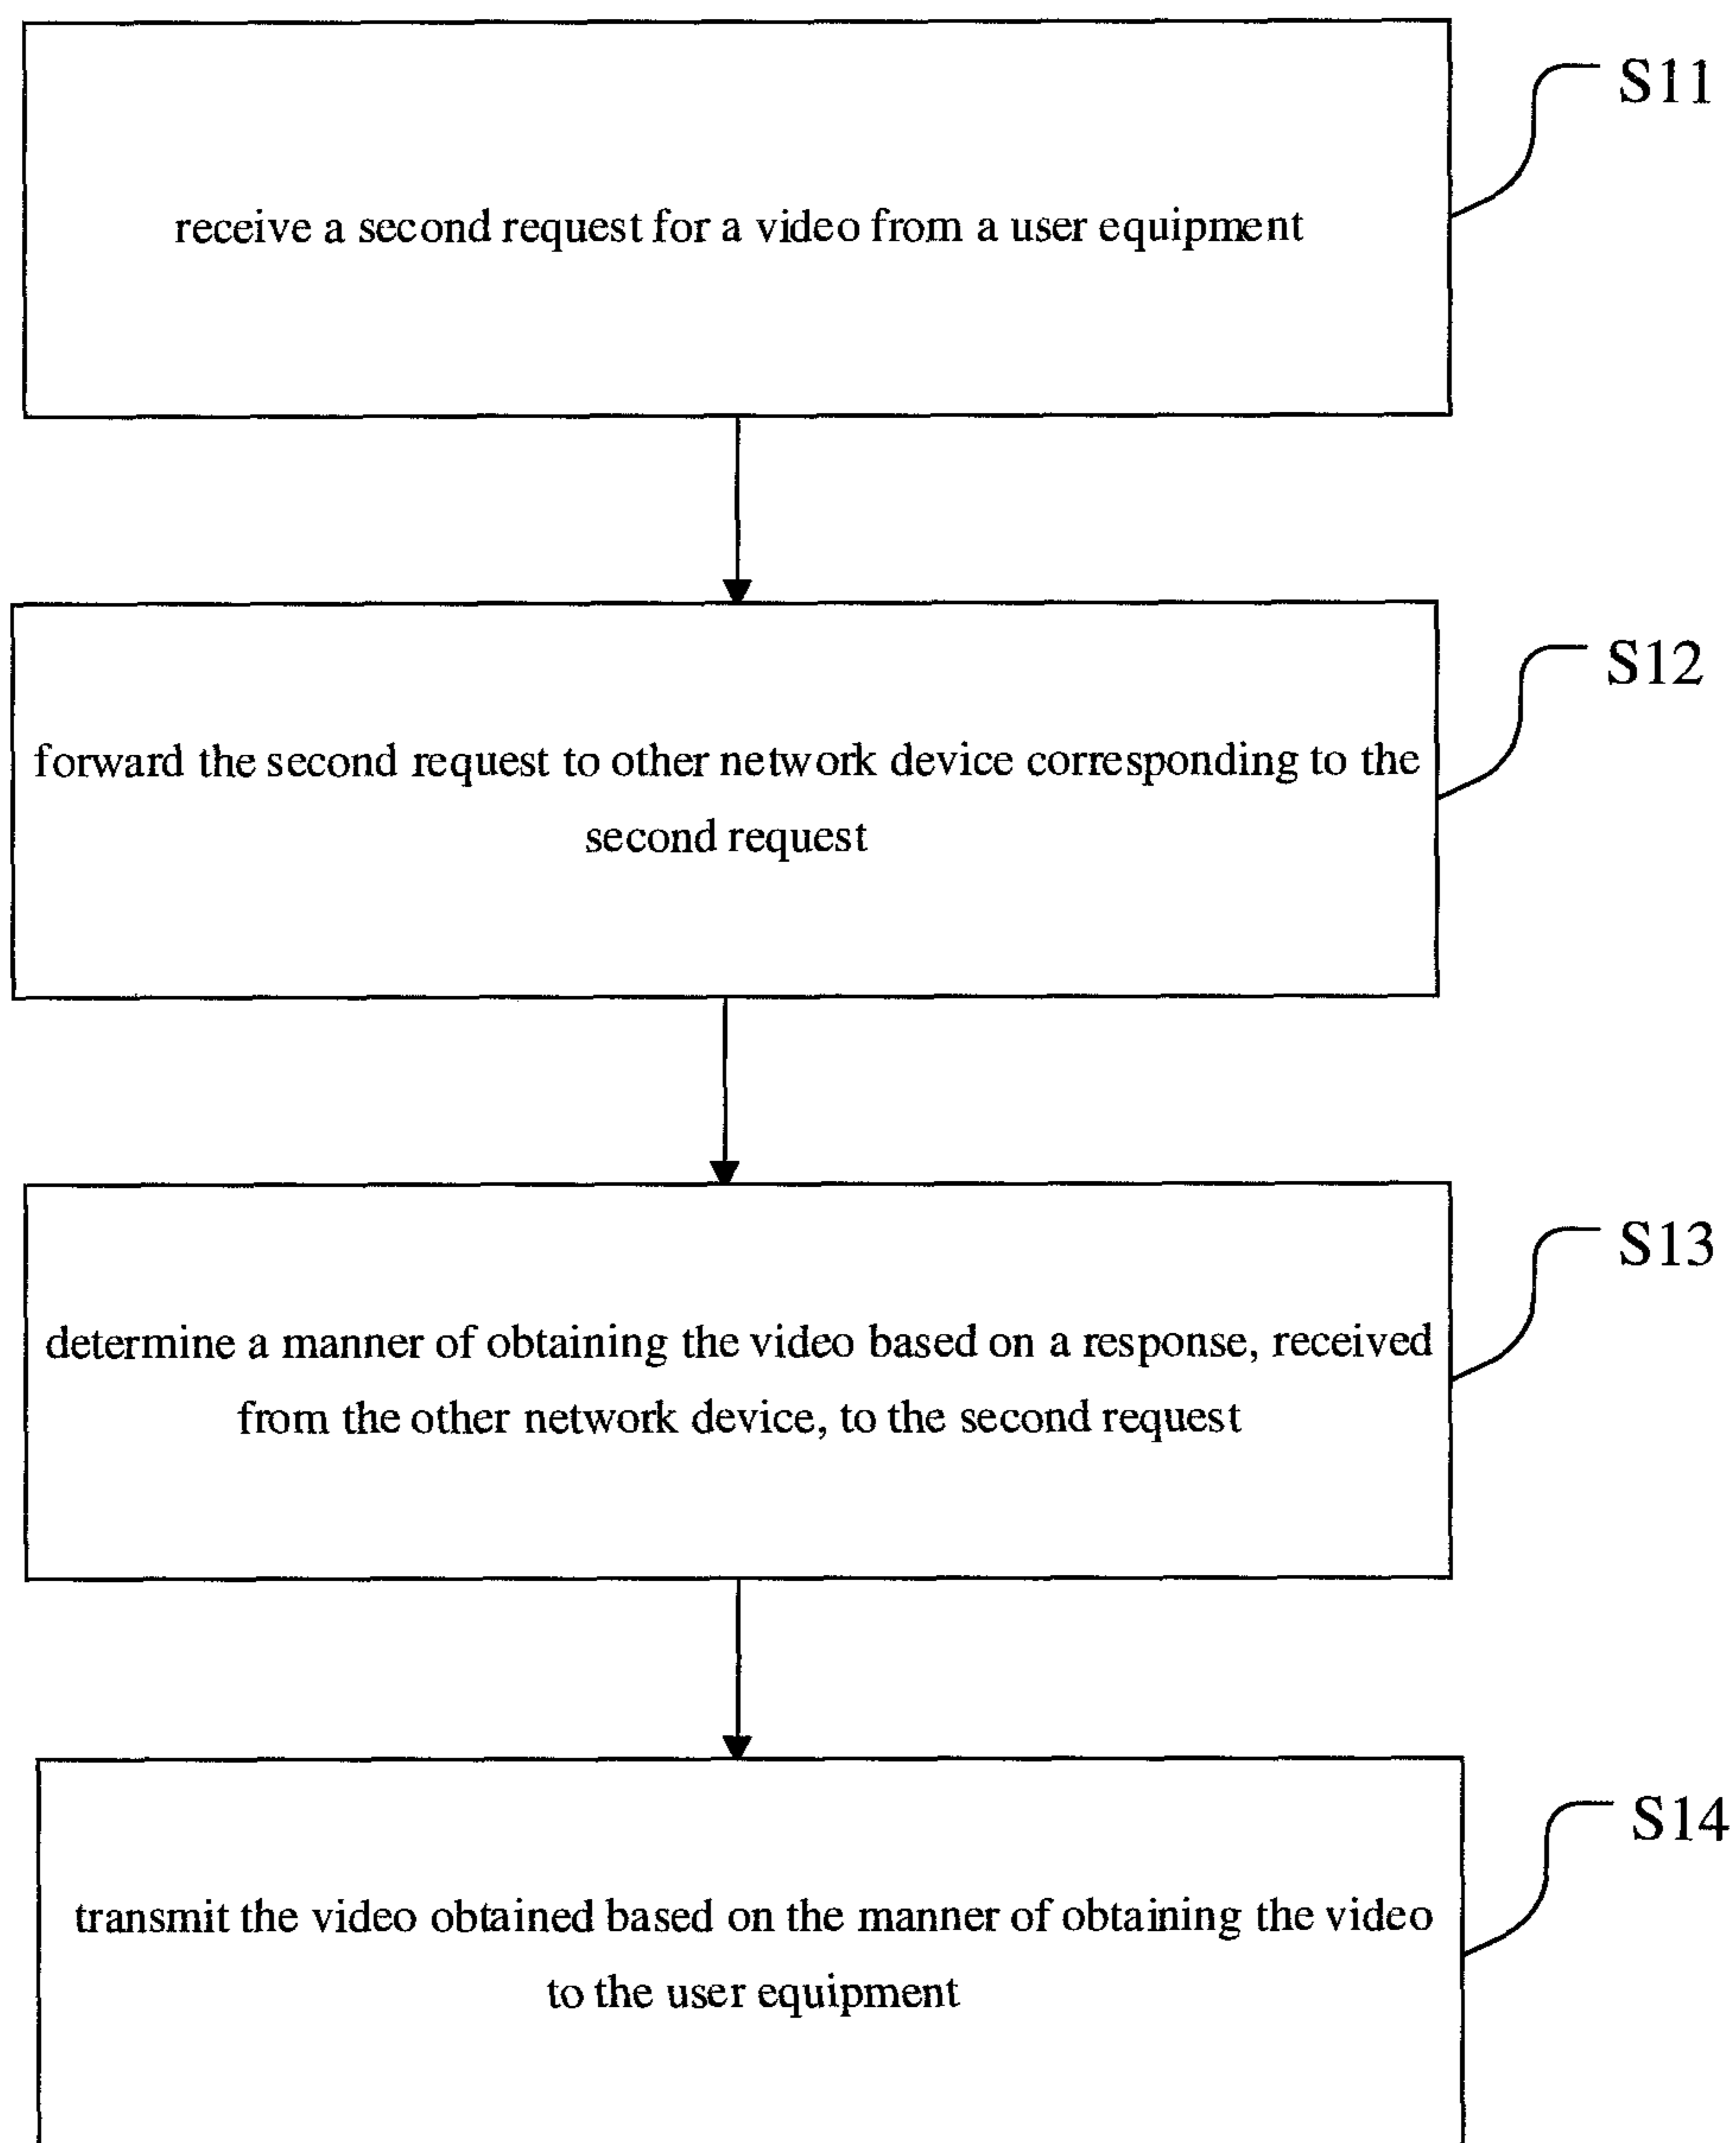 S11
receive a second request for a video from a user equipment
S12
forward the second request to other network device corresponding to the
second request
S13
determine a manner of obtaining the video based on a response, received
from the other network device, to the second request
S14
transmit the video obtained based on the manner of obtaining the video
to the user equipment